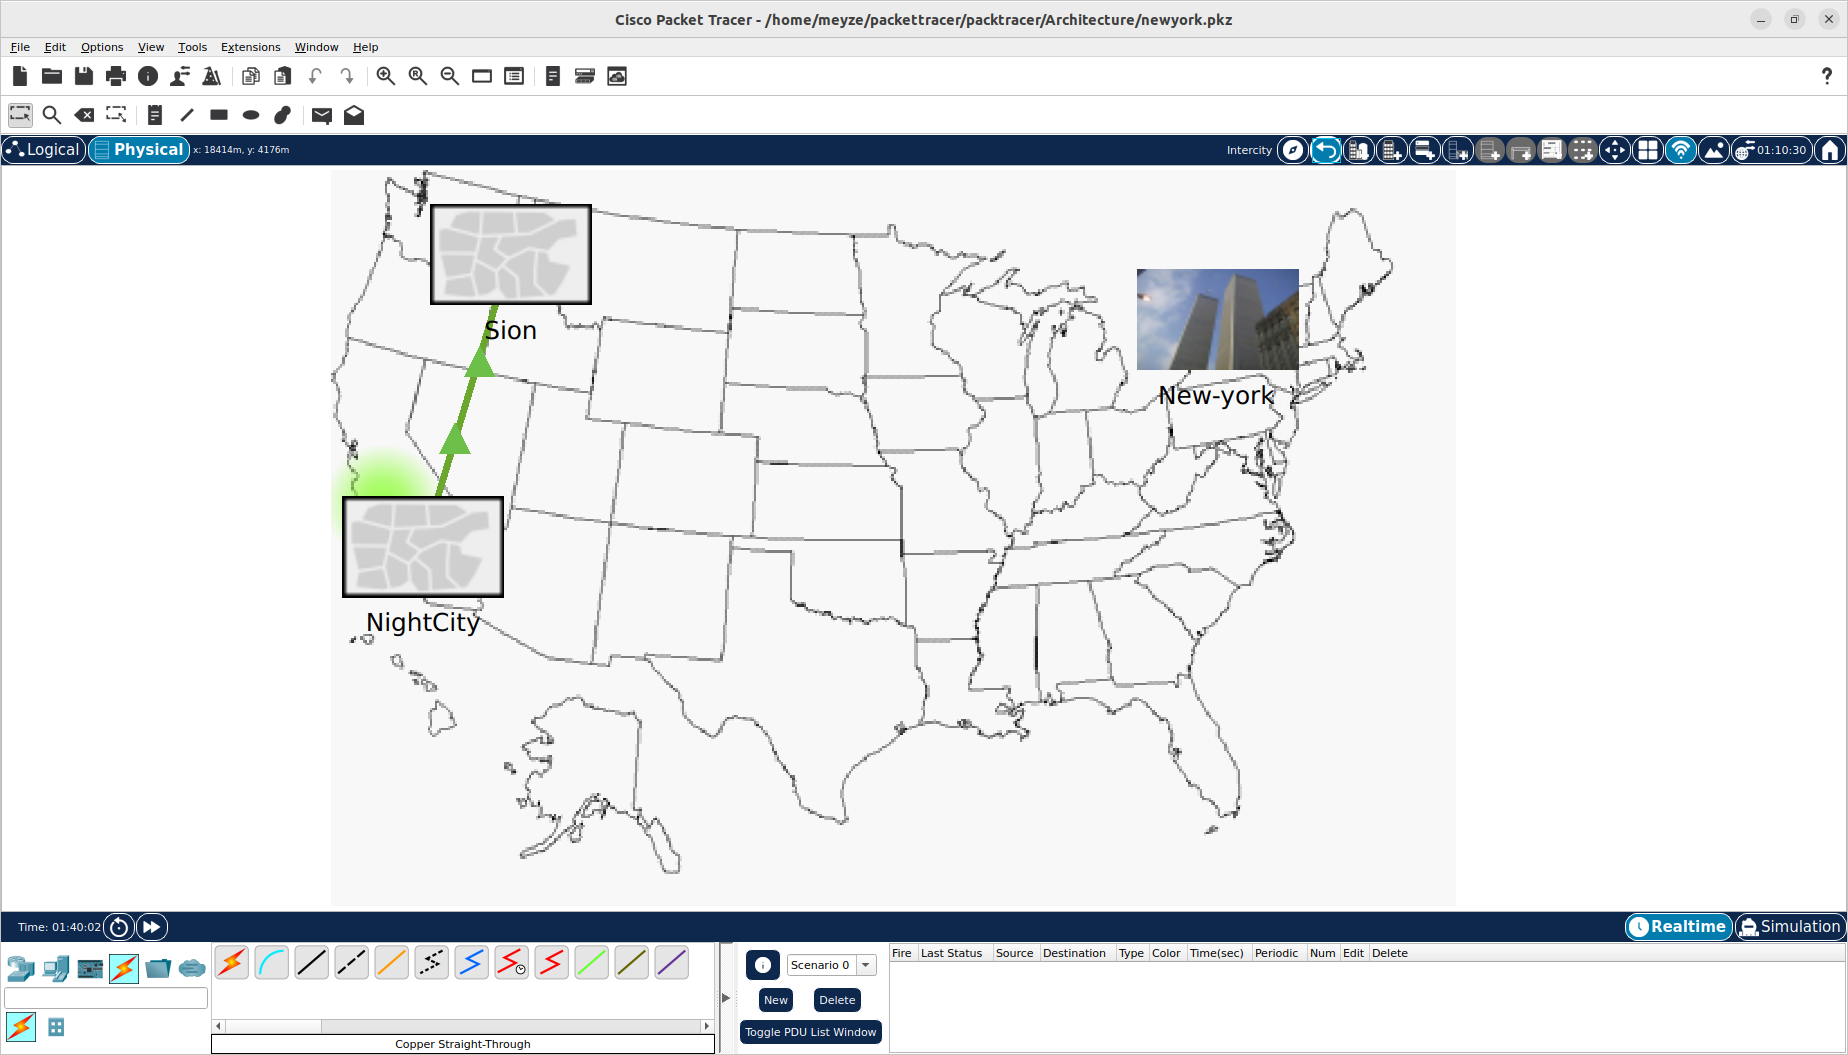 Cisco Packet Tracer - /home/meyze/packettracer/packtracer/Architecture/newyork.pkz
File Edit Options View Tools Extensions Window Help
?
Logical Physical x: 18414m, y: 4176m Intercity 01:10:30
Sion
New-york
NightCity
Time: 01:40:02 Realtime Simulation
Scenario 0
New Delete
Toggle PDU List Window
Fire Last Status Source Destination Type Color Time(sec) Periodic Num Edit Delete
Copper Straight-Through